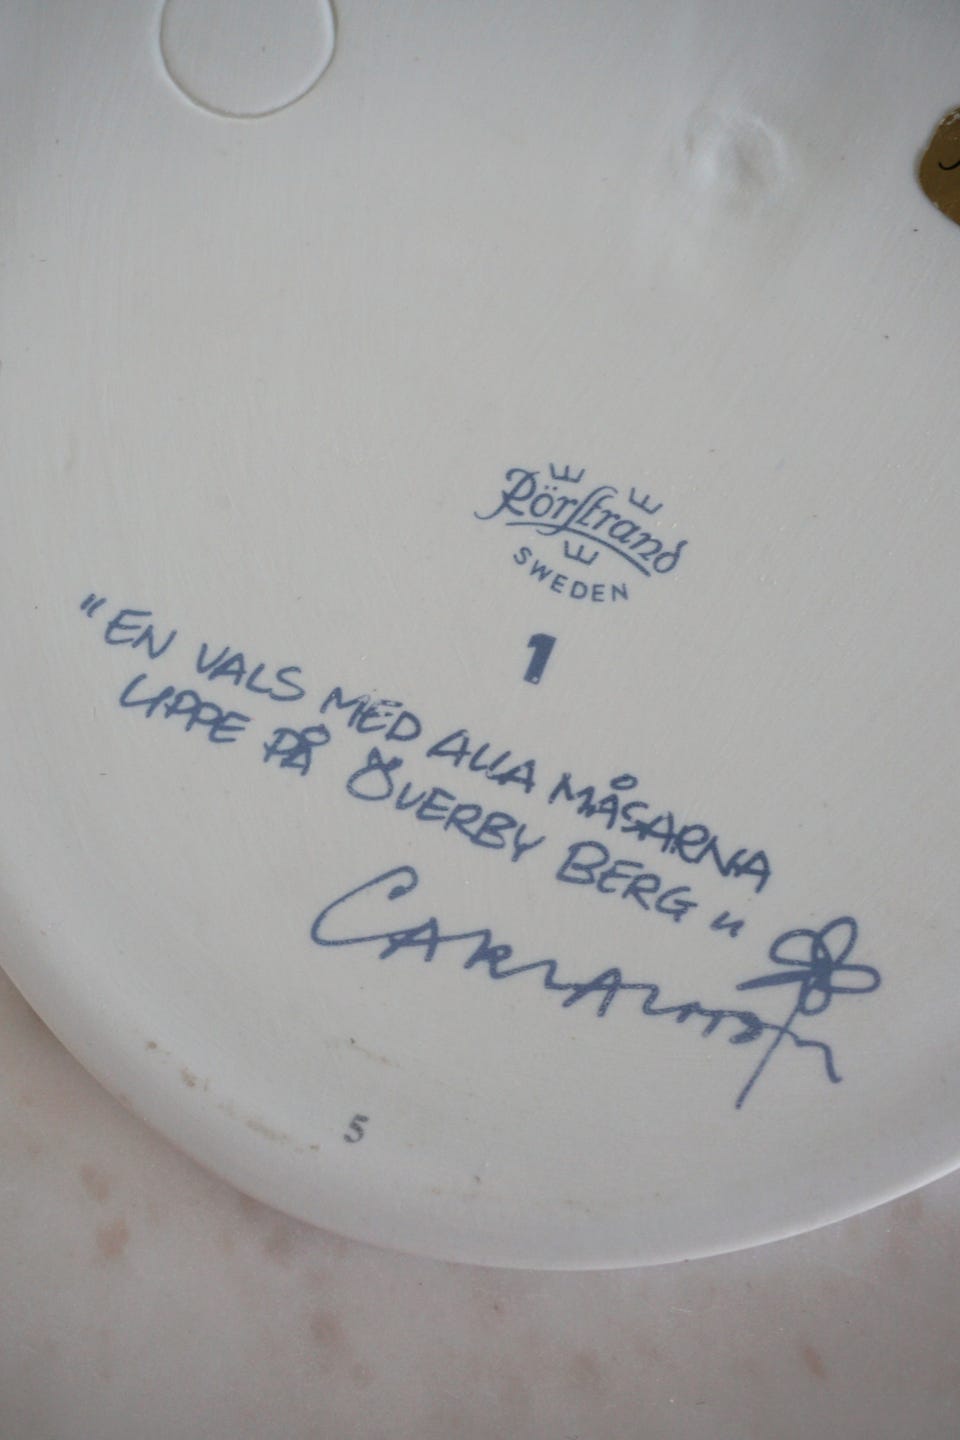 Rörstrand
SWEDEN
1
"EN VALS MED ALLA MÅSARNA
UPPE PÅ ÖVERBY BERG"
5